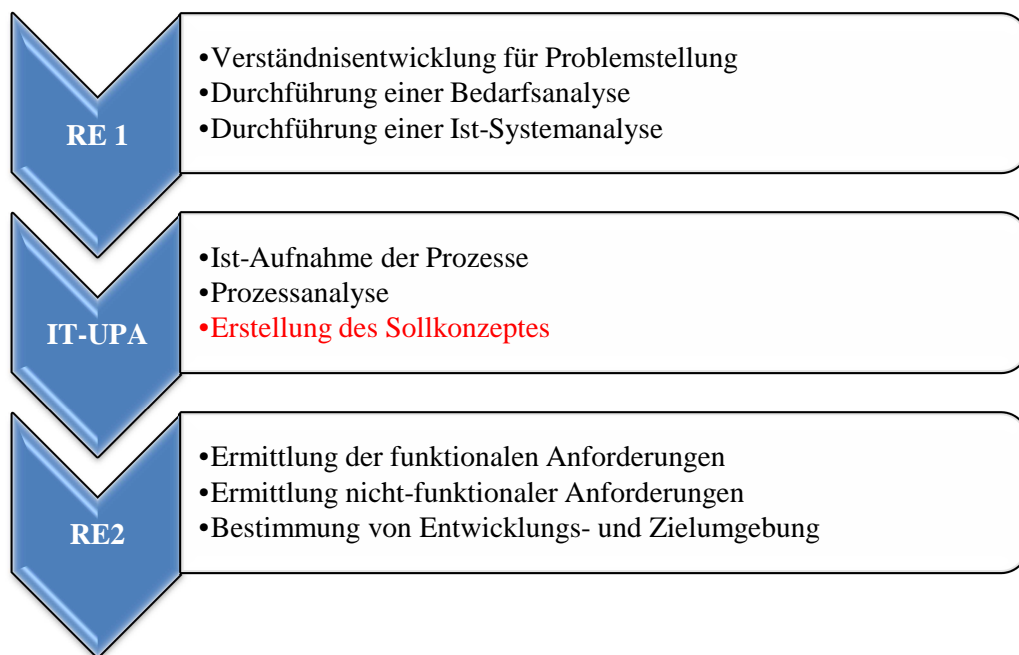 RE 1
•Verständnisentwicklung für Problemstellung
•Durchführung einer Bedarfsanalyse
•Durchführung einer Ist-Systemanalyse
IT-UPA
•Ist-Aufnahme der Prozesse
•Prozessanalyse
•Erstellung des Sollkonzeptes
RE2
•Ermittlung der funktionalen Anforderungen
•Ermittlung nicht-funktionaler Anforderungen
•Bestimmung von Entwicklungs- und Zielumgebung